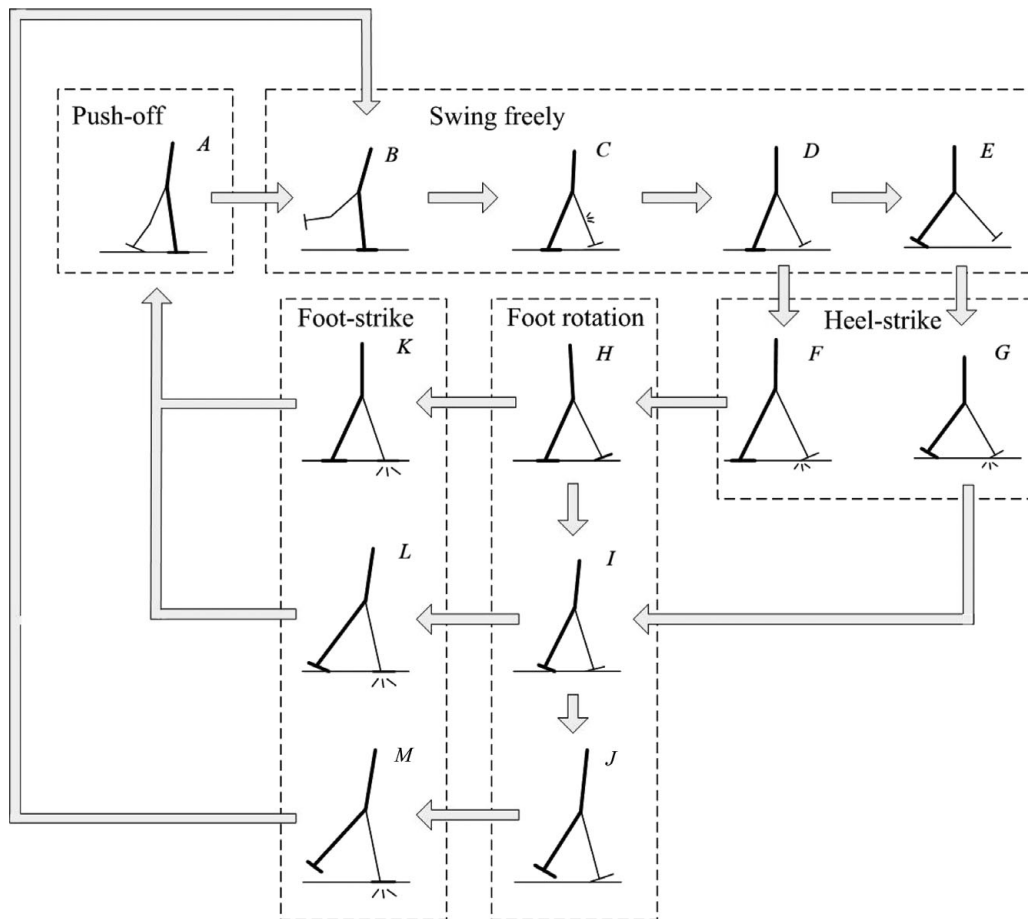 Push-off
Swing freely
A
B
C
D
E
Foot-strike
Foot rotation
Heel-strike
K
H
F
G
L
I
M
J